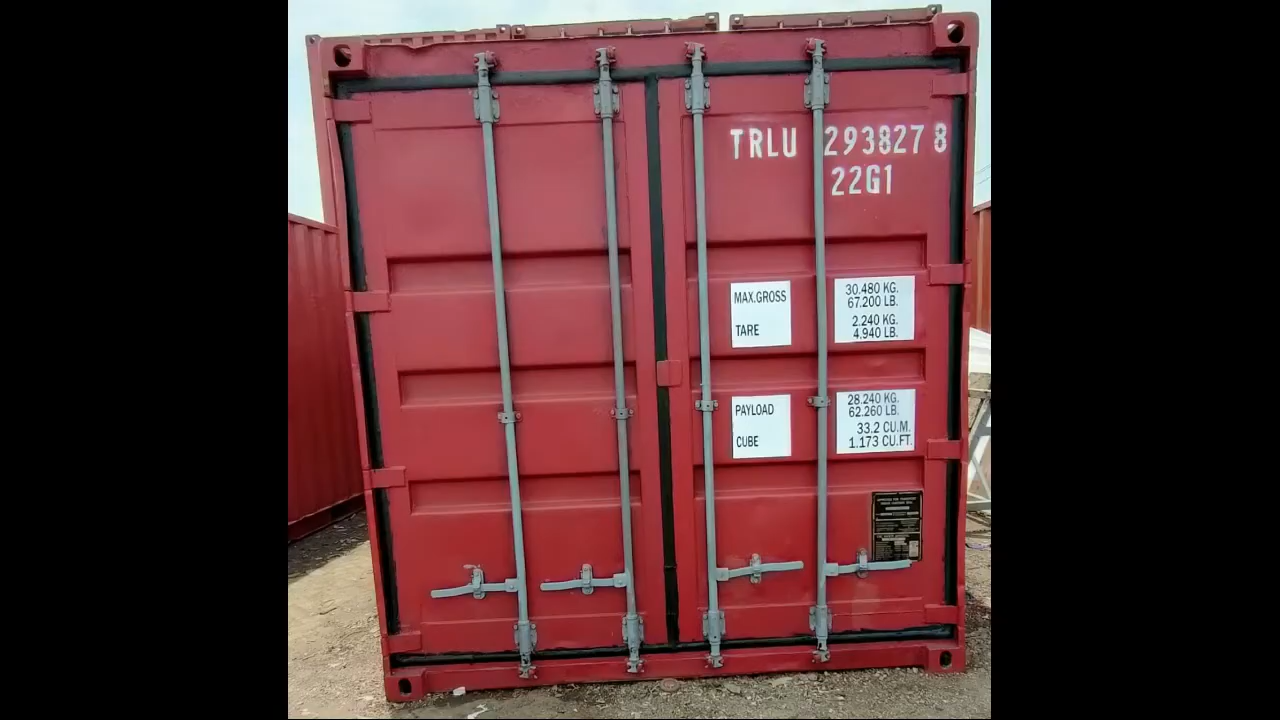 TRLU 293827 8
22G1
MAX.GROSS 30.480 KG.
67.200 LB.
TARE 2.240 KG.
4.940 LB.
PAYLOAD 28.240 KG.
62.260 LB.
CUBE 33.2 CU.M.
1.173 CU.FT.